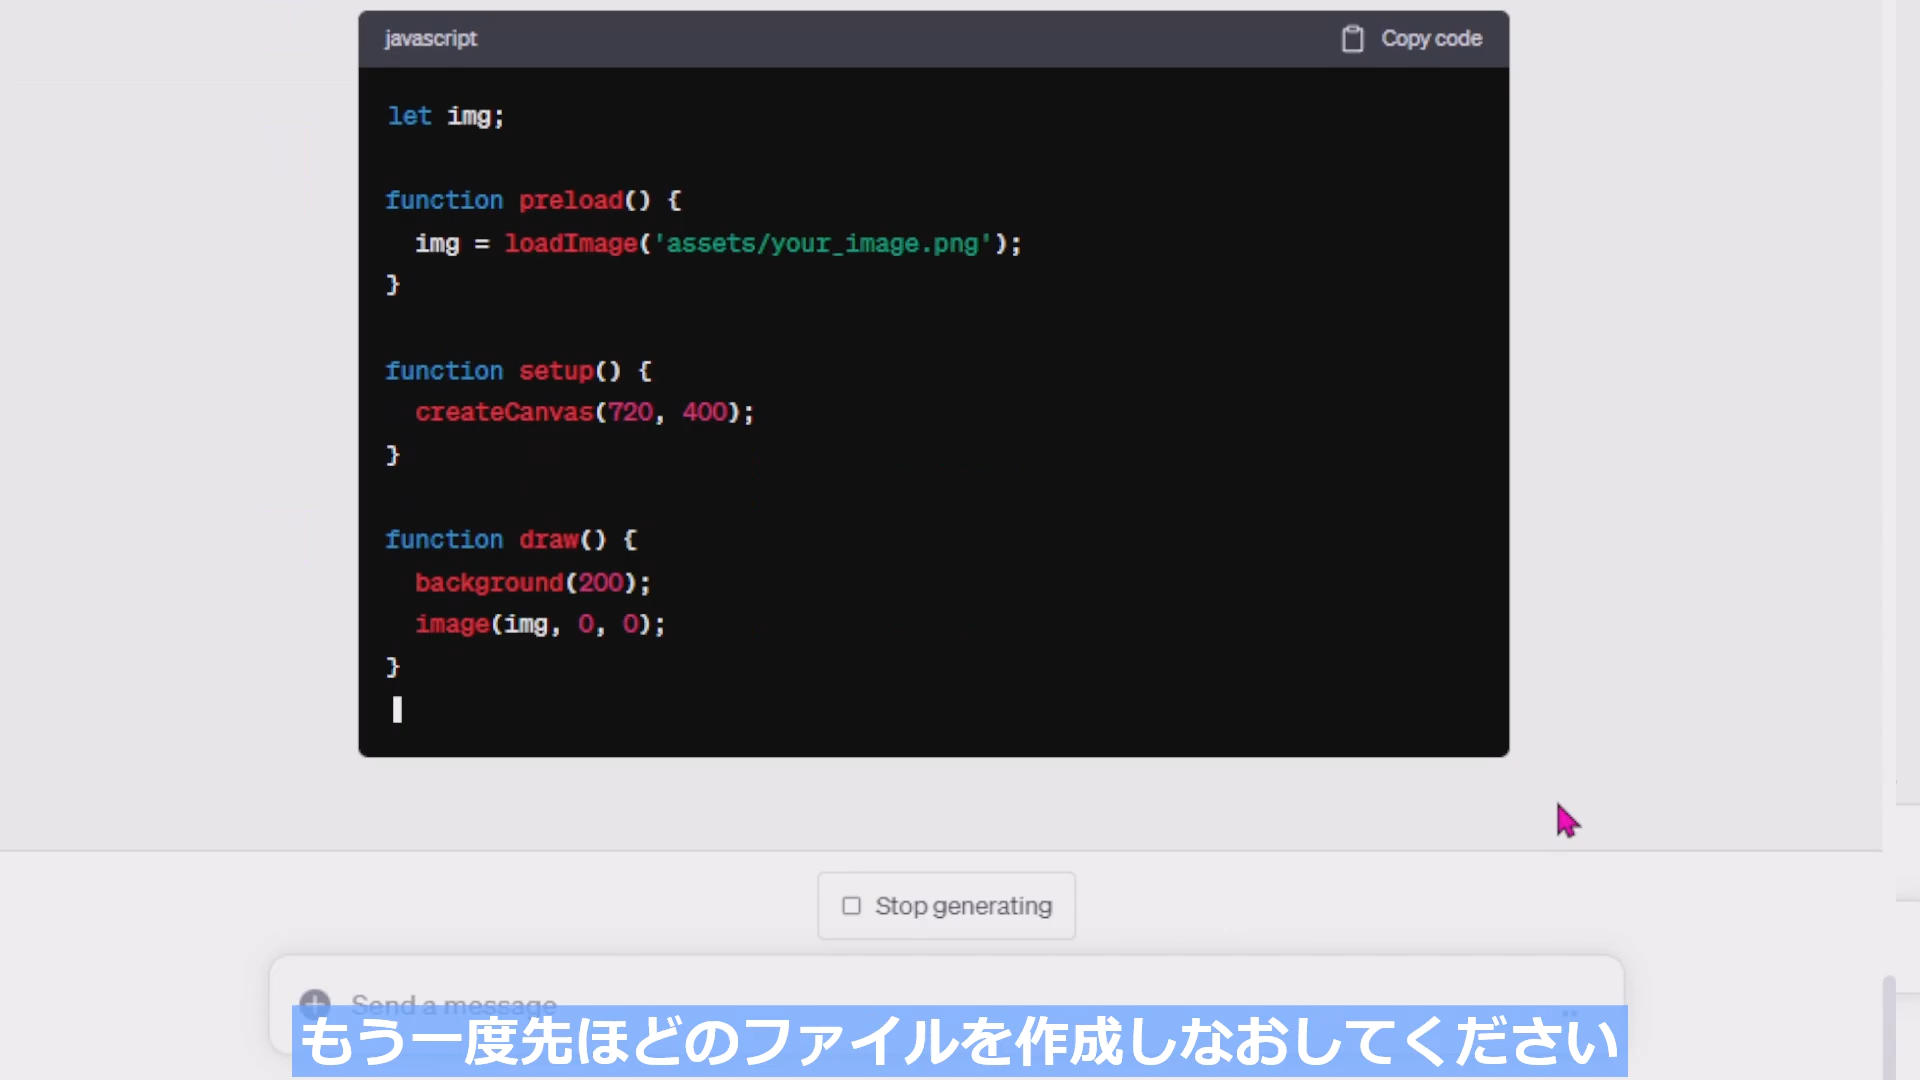 javascript
Copy code
let img;
function preload() {
img = loadImage('assets/your_image.png');
}
function setup() {
createCanvas(720, 400);
}
function draw() {
background(200);
image(img, 0, 0);
}
Stop generating
Send a message
もう一度先ほどのファイルを作成しなおしてください